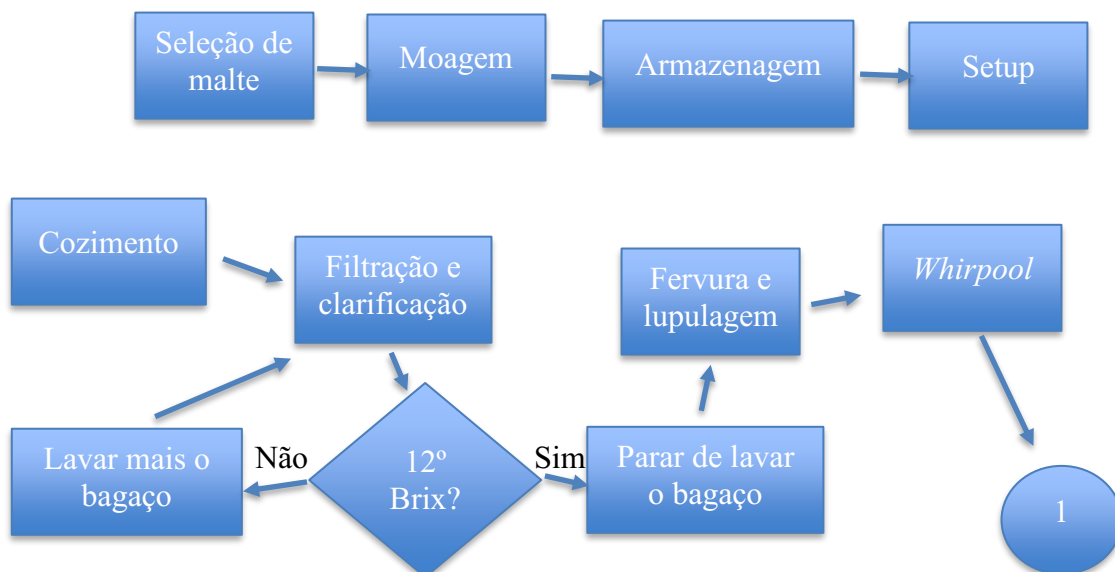 Seleção de
malte
Moagem
Armazenagem
Setup
Cozimento
Filtração e
clarificação
Fervura e
lupulagem
Whirpool
Lavar mais o
bagaço
Não
12º
Brix?
Sim
Parar de lavar
o bagaço
1